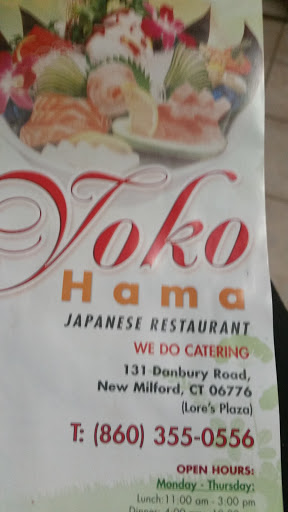 Yoko
Hama
JAPANESE RESTAURANT
WE DO CATERING
131 Danbury Road,
New Milford, CT 06776
(Lore's Plaza)
T: (860) 355-0556
OPEN HOURS:
Monday - Thursday:
Lunch: 11:00 am - 3:00 pm